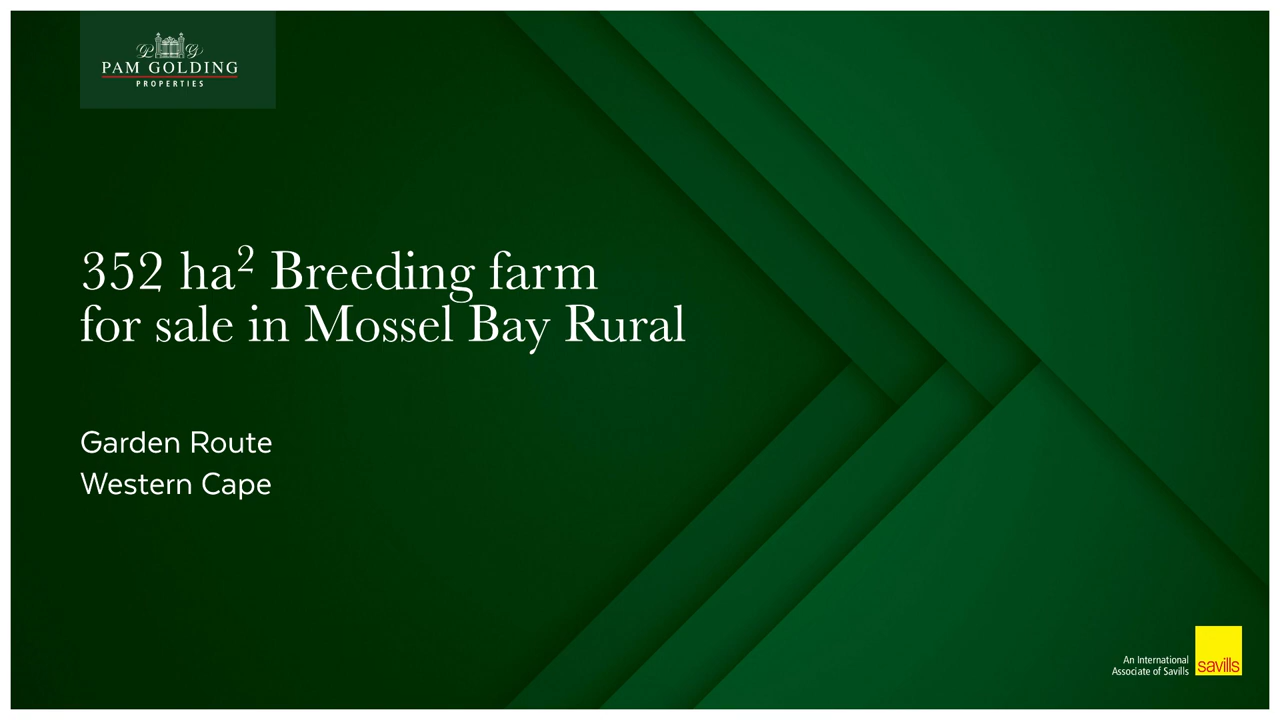 PAM GOLDING
PROPERTIES
352 ha² Breeding farm
for sale in Mossel Bay Rural
Garden Route
Western Cape
An International
Associate of Savills
savills